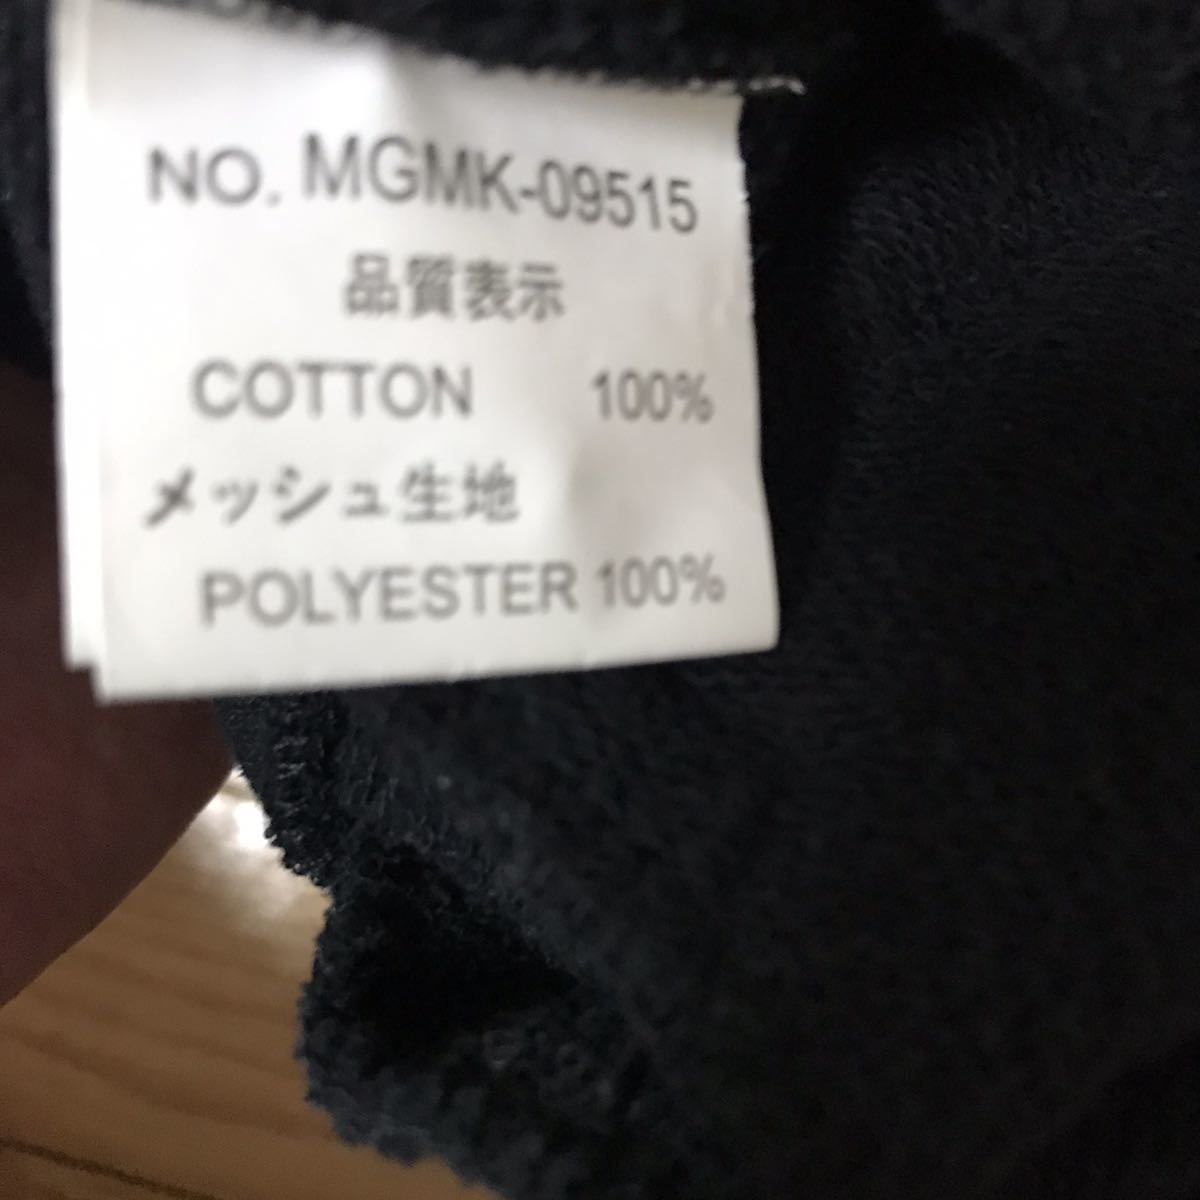 NO. MGMK-09515
品質表示
COTTON 100%
メッシュ生地
POLYESTER 100%